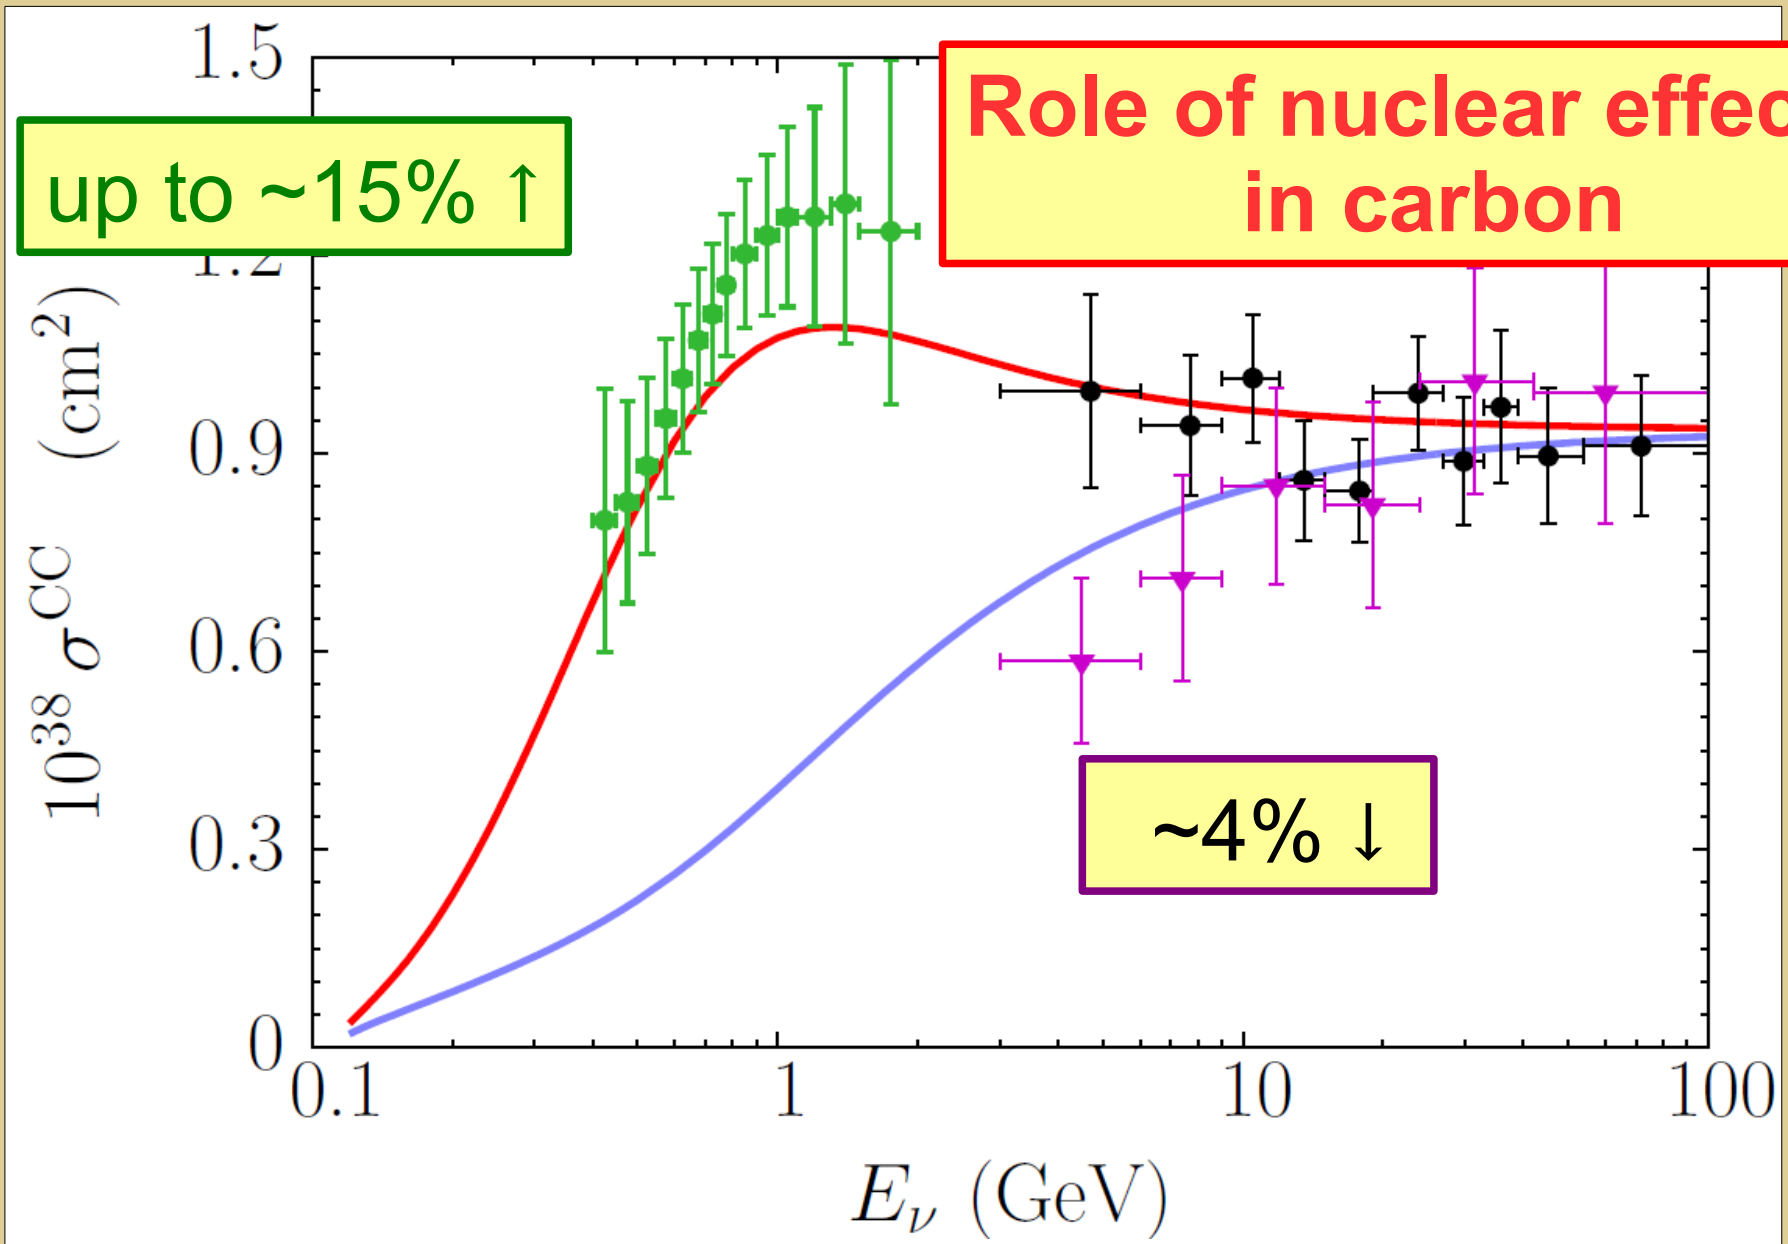 Role of nuclear effec
in carbon
up to ~15% ↑
~4% ↓
10³⁸ σ^CC (cm²)
1.5
1.2
0.9
0.6
0.3
0
0.1 1 10 100
E_ν (GeV)